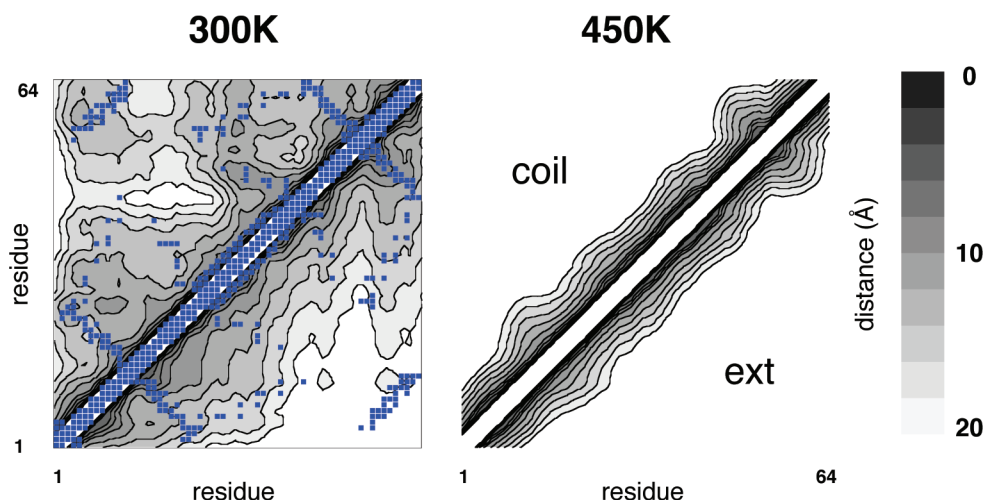 300K
450K
64
residue
1
1
residue
coil
ext
1
64
residue
0
10
20
distance (Å)